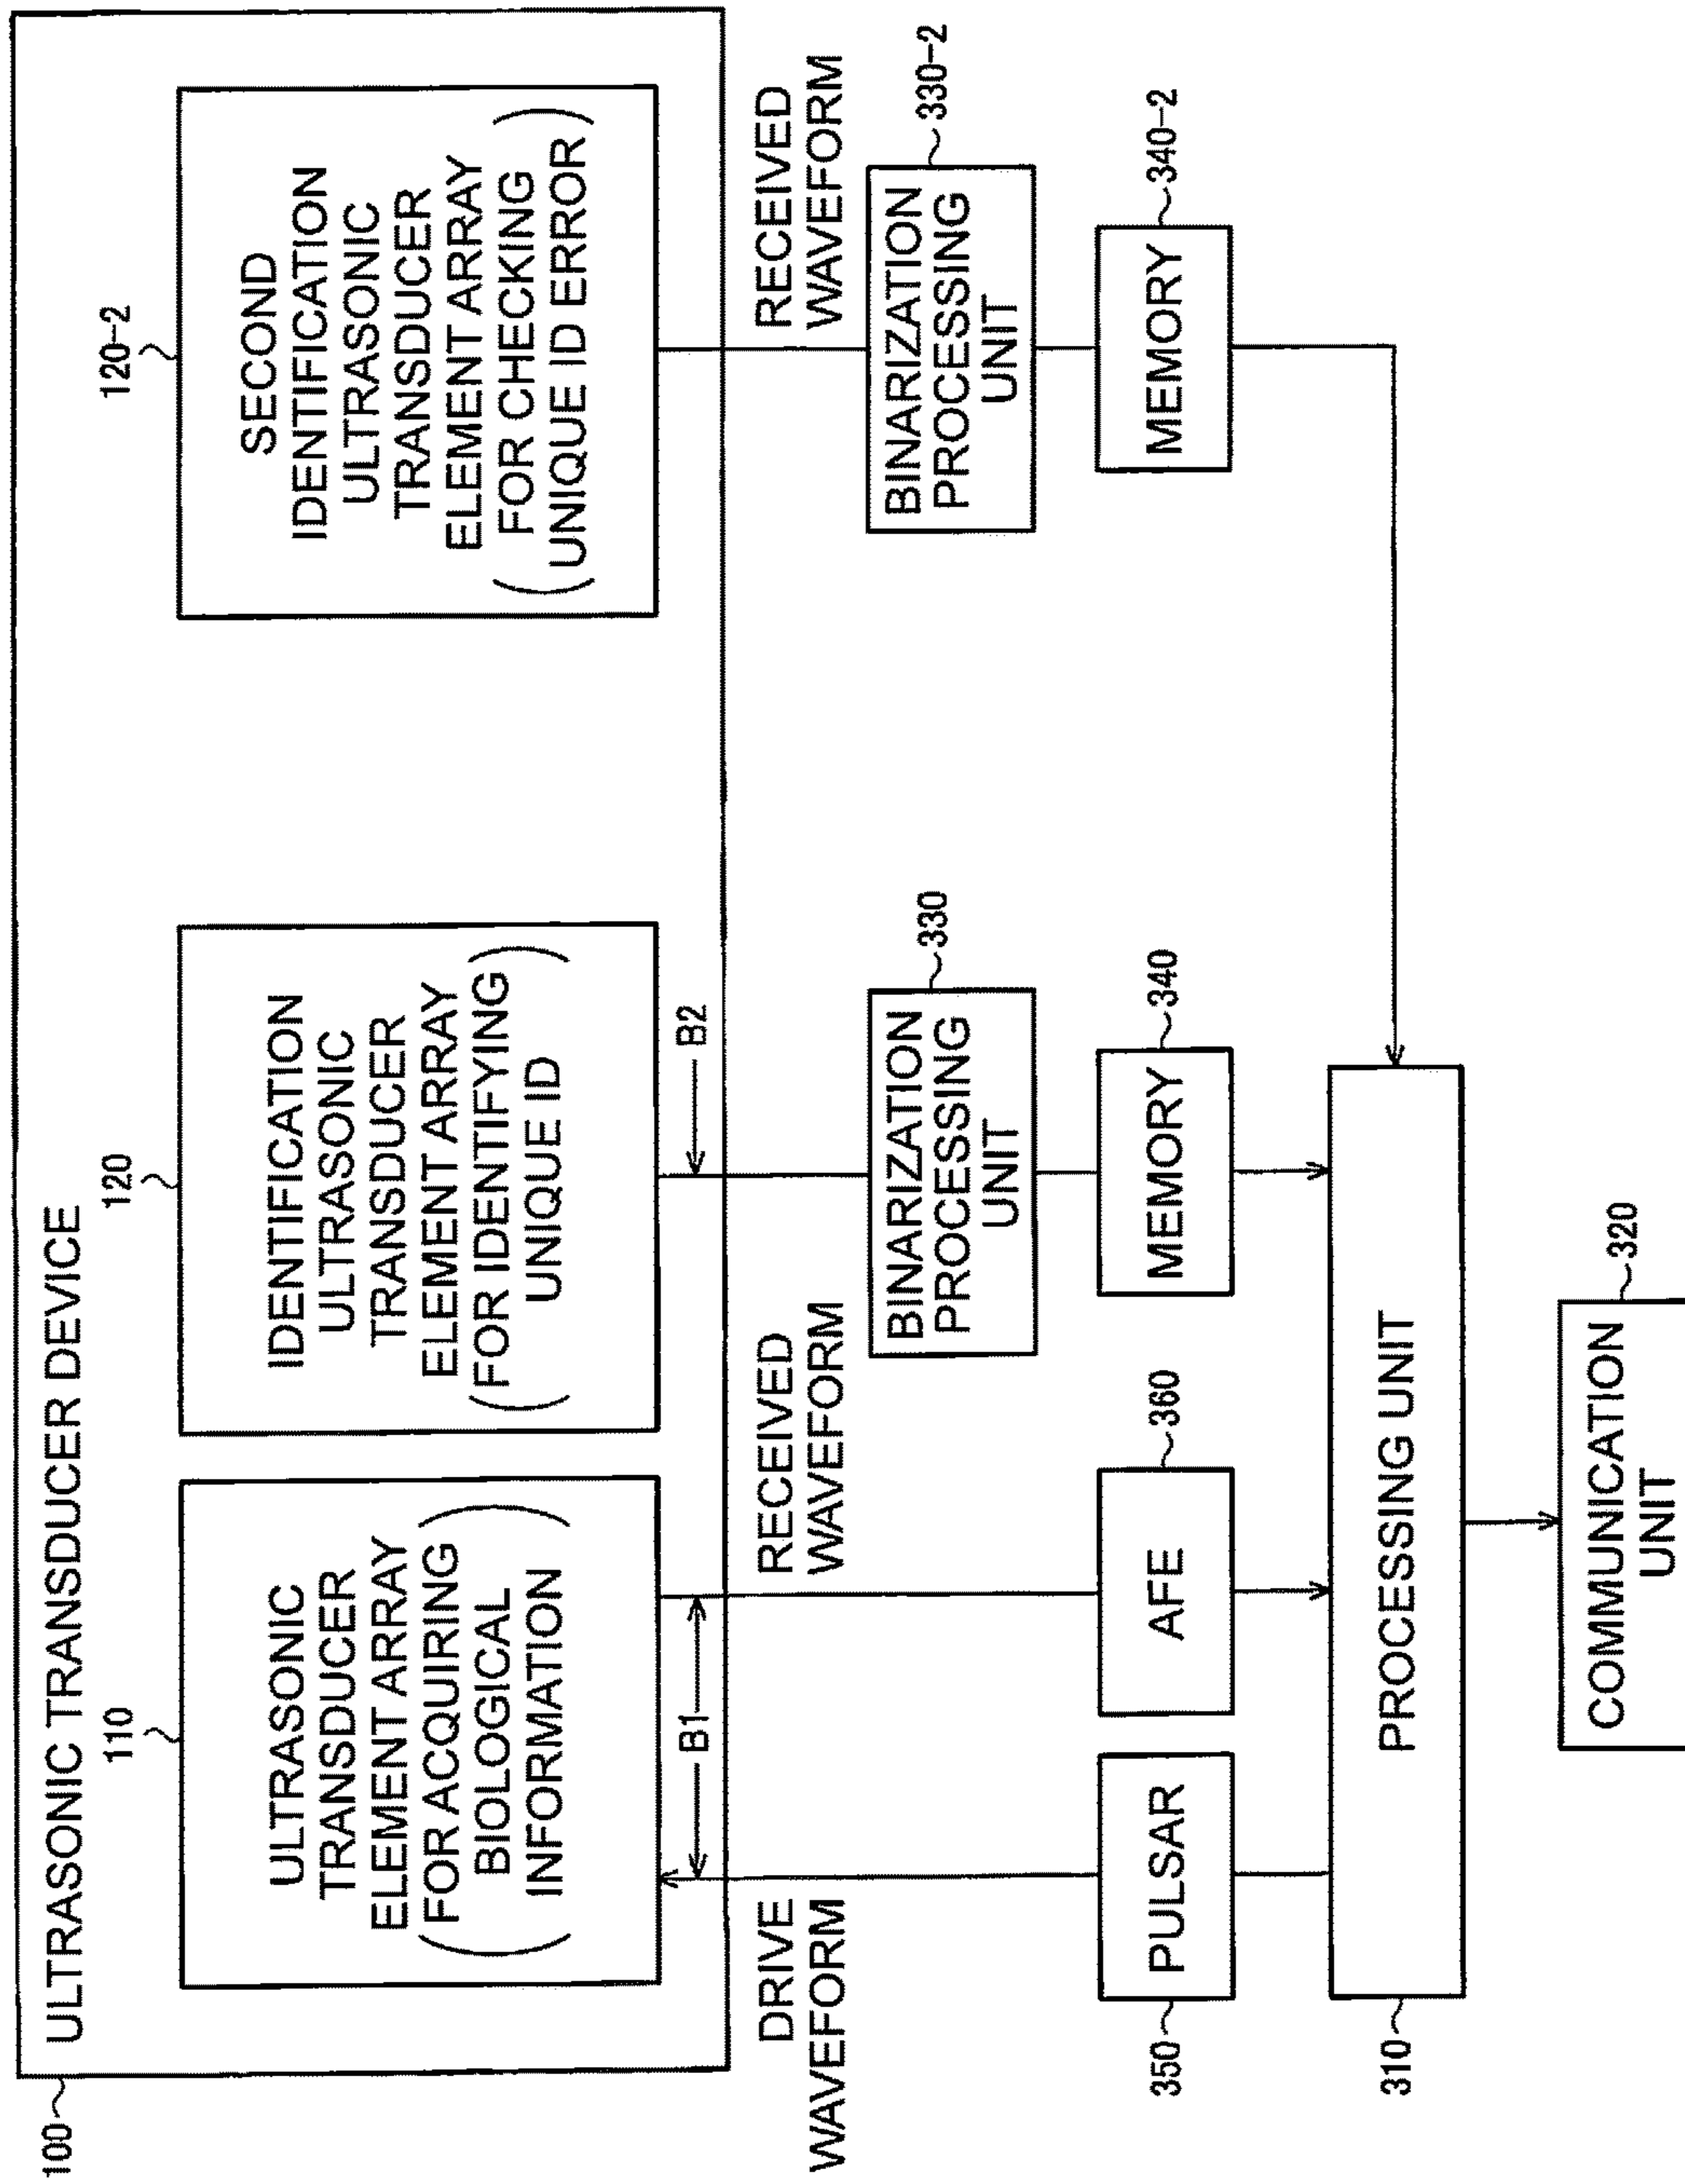 100
ULTRASONIC TRANSDUCER DEVICE
110
ULTRASONIC
TRANSDUCER
ELEMENT ARRAY
(FOR ACQUIRING
BIOLOGICAL
INFORMATION)
120
IDENTIFICATION
ULTRASONIC
TRANSDUCER
ELEMENT ARRAY
(FOR IDENTIFYING
UNIQUE ID)
120-2
SECOND
IDENTIFICATION
ULTRASONIC
TRANSDUCER
ELEMENT ARRAY
(FOR CHECKING
UNIQUE ID ERROR)
B1
B2
DRIVE
WAVEFORM
RECEIVED
WAVEFORM
RECEIVED
WAVEFORM
BINARIZATION
PROCESSING
UNIT
330
BINARIZATION
PROCESSING
UNIT
330-2
350
PULSAR
AFE
360
MEMORY
340
MEMORY
340-2
310
PROCESSING UNIT
COMMUNICATION
UNIT
320